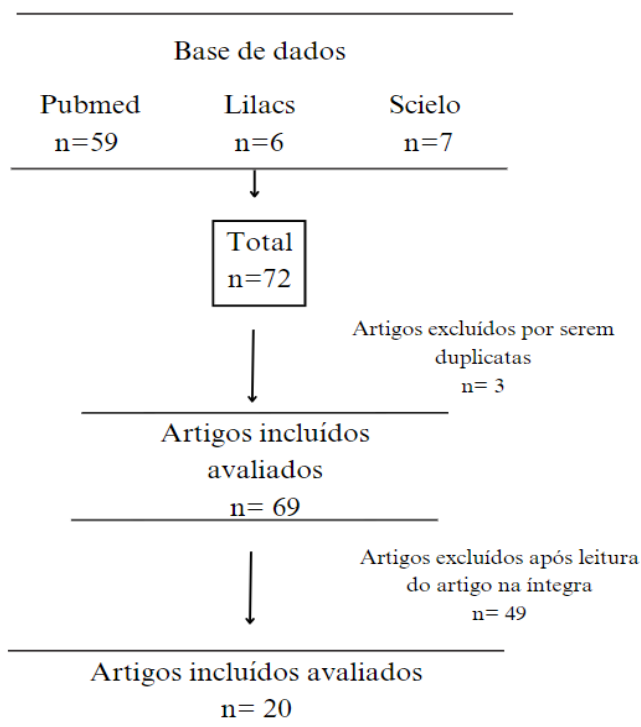 Base de dados
Pubmed Lilacs Scielo
n=59 n=6 n=7
Total
n=72
Artigos excluídos por serem
duplicatas
n= 3
Artigos incluídos
avaliados
n= 69
Artigos excluídos após leitura
do artigo na íntegra
n= 49
Artigos incluídos avaliados
n= 20